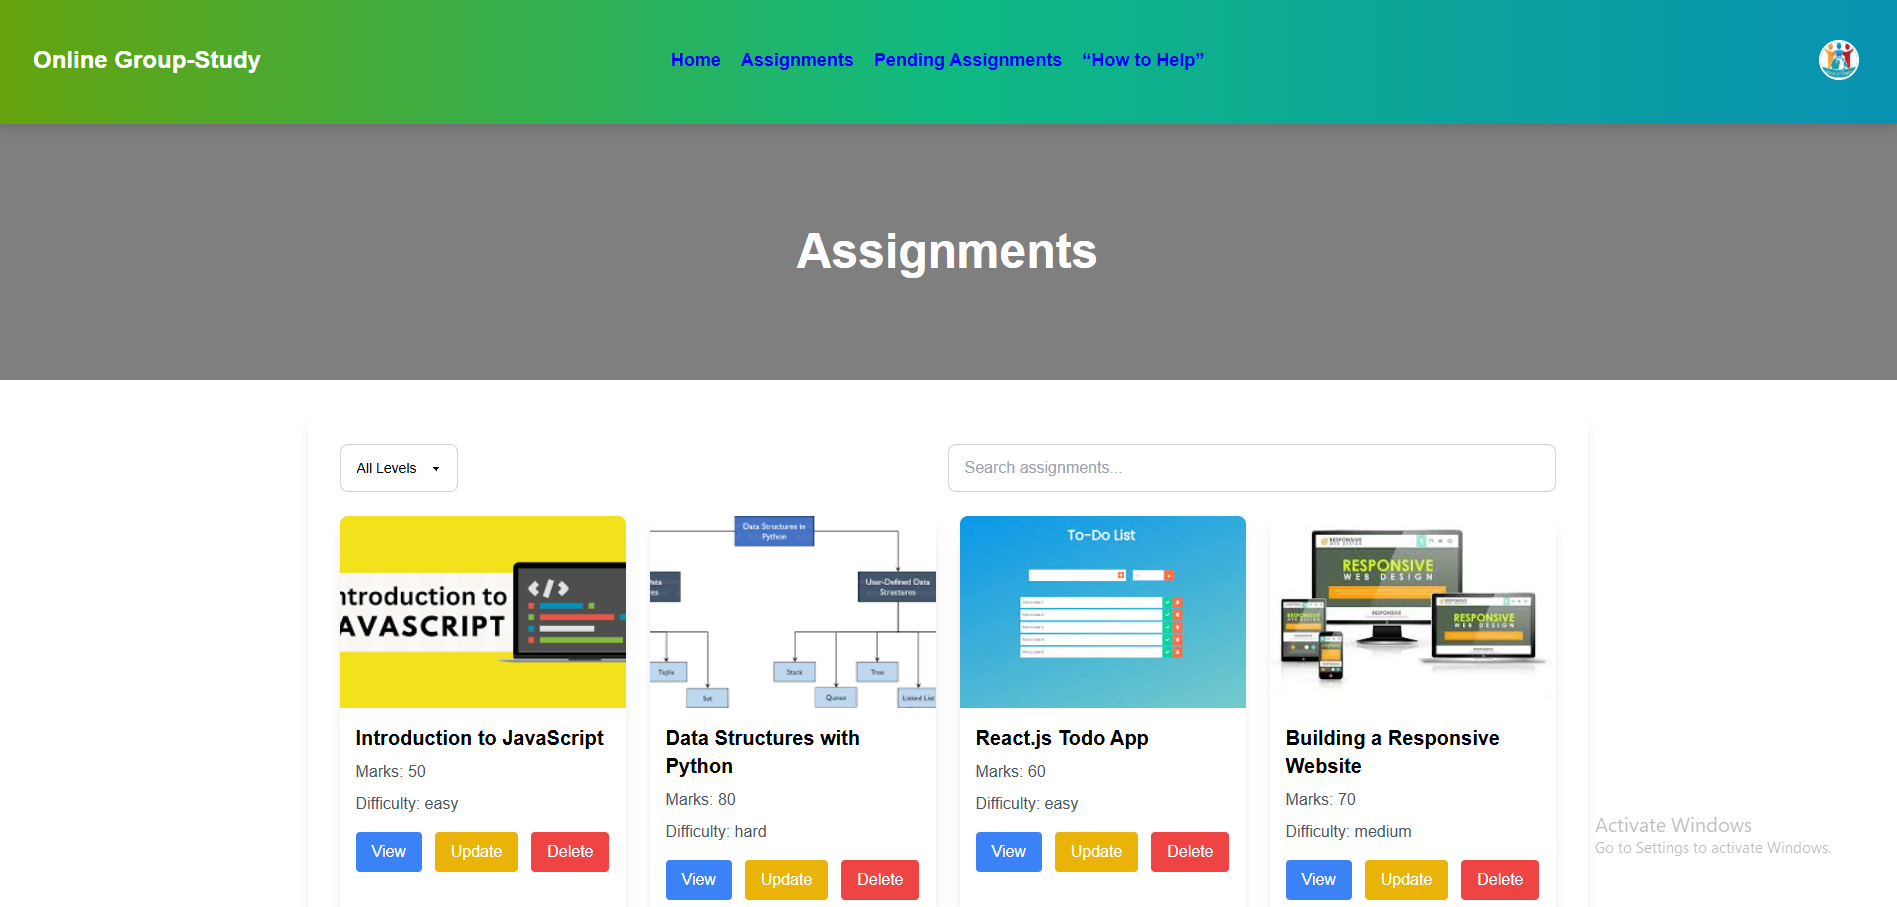 Online Group-Study
Home Assignments Pending Assignments “How to Help”
Assignments
All Levels
Search assignments...
ntroduction to
AVASCRIPT
</>
Data Structures in
Python
User-Defined Data
Structures
Tuple
Set
Stack
Queue
Tree
Linked List
To-Do List
RESPONSIVE
WEB DESIGN
RESPONSIVE
WEB DESIGN
RESPONSIVE
RESPONSIVE
WEB DESIGN
Introduction to JavaScript
Marks: 50
Difficulty: easy
View Update Delete
Data Structures with
Python
Marks: 80
Difficulty: hard
View Update Delete
React.js Todo App
Marks: 60
Difficulty: easy
View Update Delete
Building a Responsive
Website
Marks: 70
Difficulty: medium
View Update Delete
Activate Windows
Go to Settings to activate Windows.